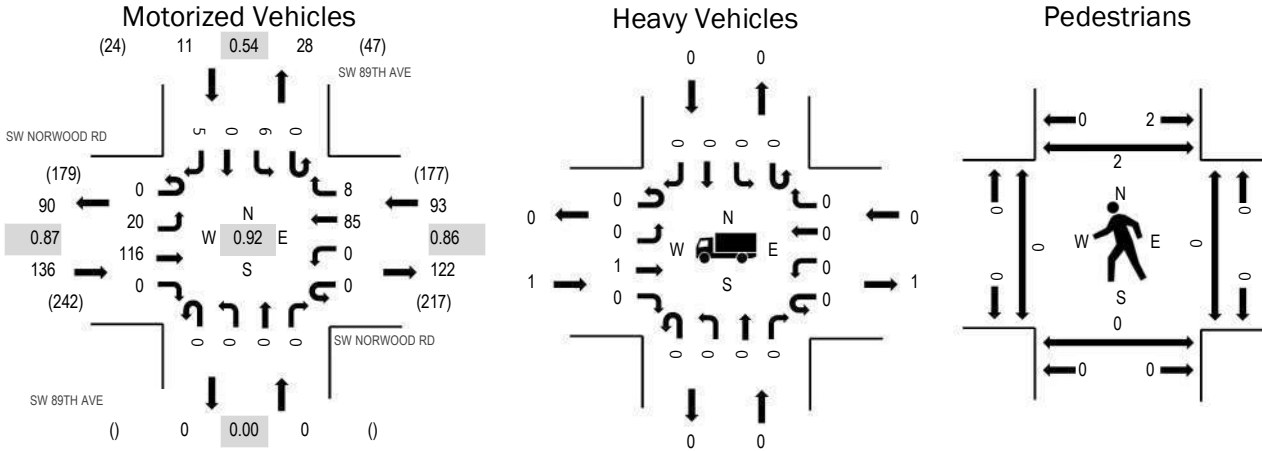 Motorized Vehicles
(24) 11 0.54 28 (47)
SW 89TH AVE
SW NORWOOD RD
5 0 6 0
(179) 0 8 (177)
90 20 N 85 93
0.87 W 0.92 E 0.86
116 0
136 S 122
(242) 0 0 (217)
0 0 0 0
SW NORWOOD RD
SW 89TH AVE
() 0 0.00 0 ()
Heavy Vehicles
0 0
0 0 0 0
0 0
0 0 N 0 0
W E
1 0
1 S 1
0 0
0 0 0 0
0 0
Pedestrians
0 2
2
N
0 0
W E
0 0
0 0
S
0
0 0